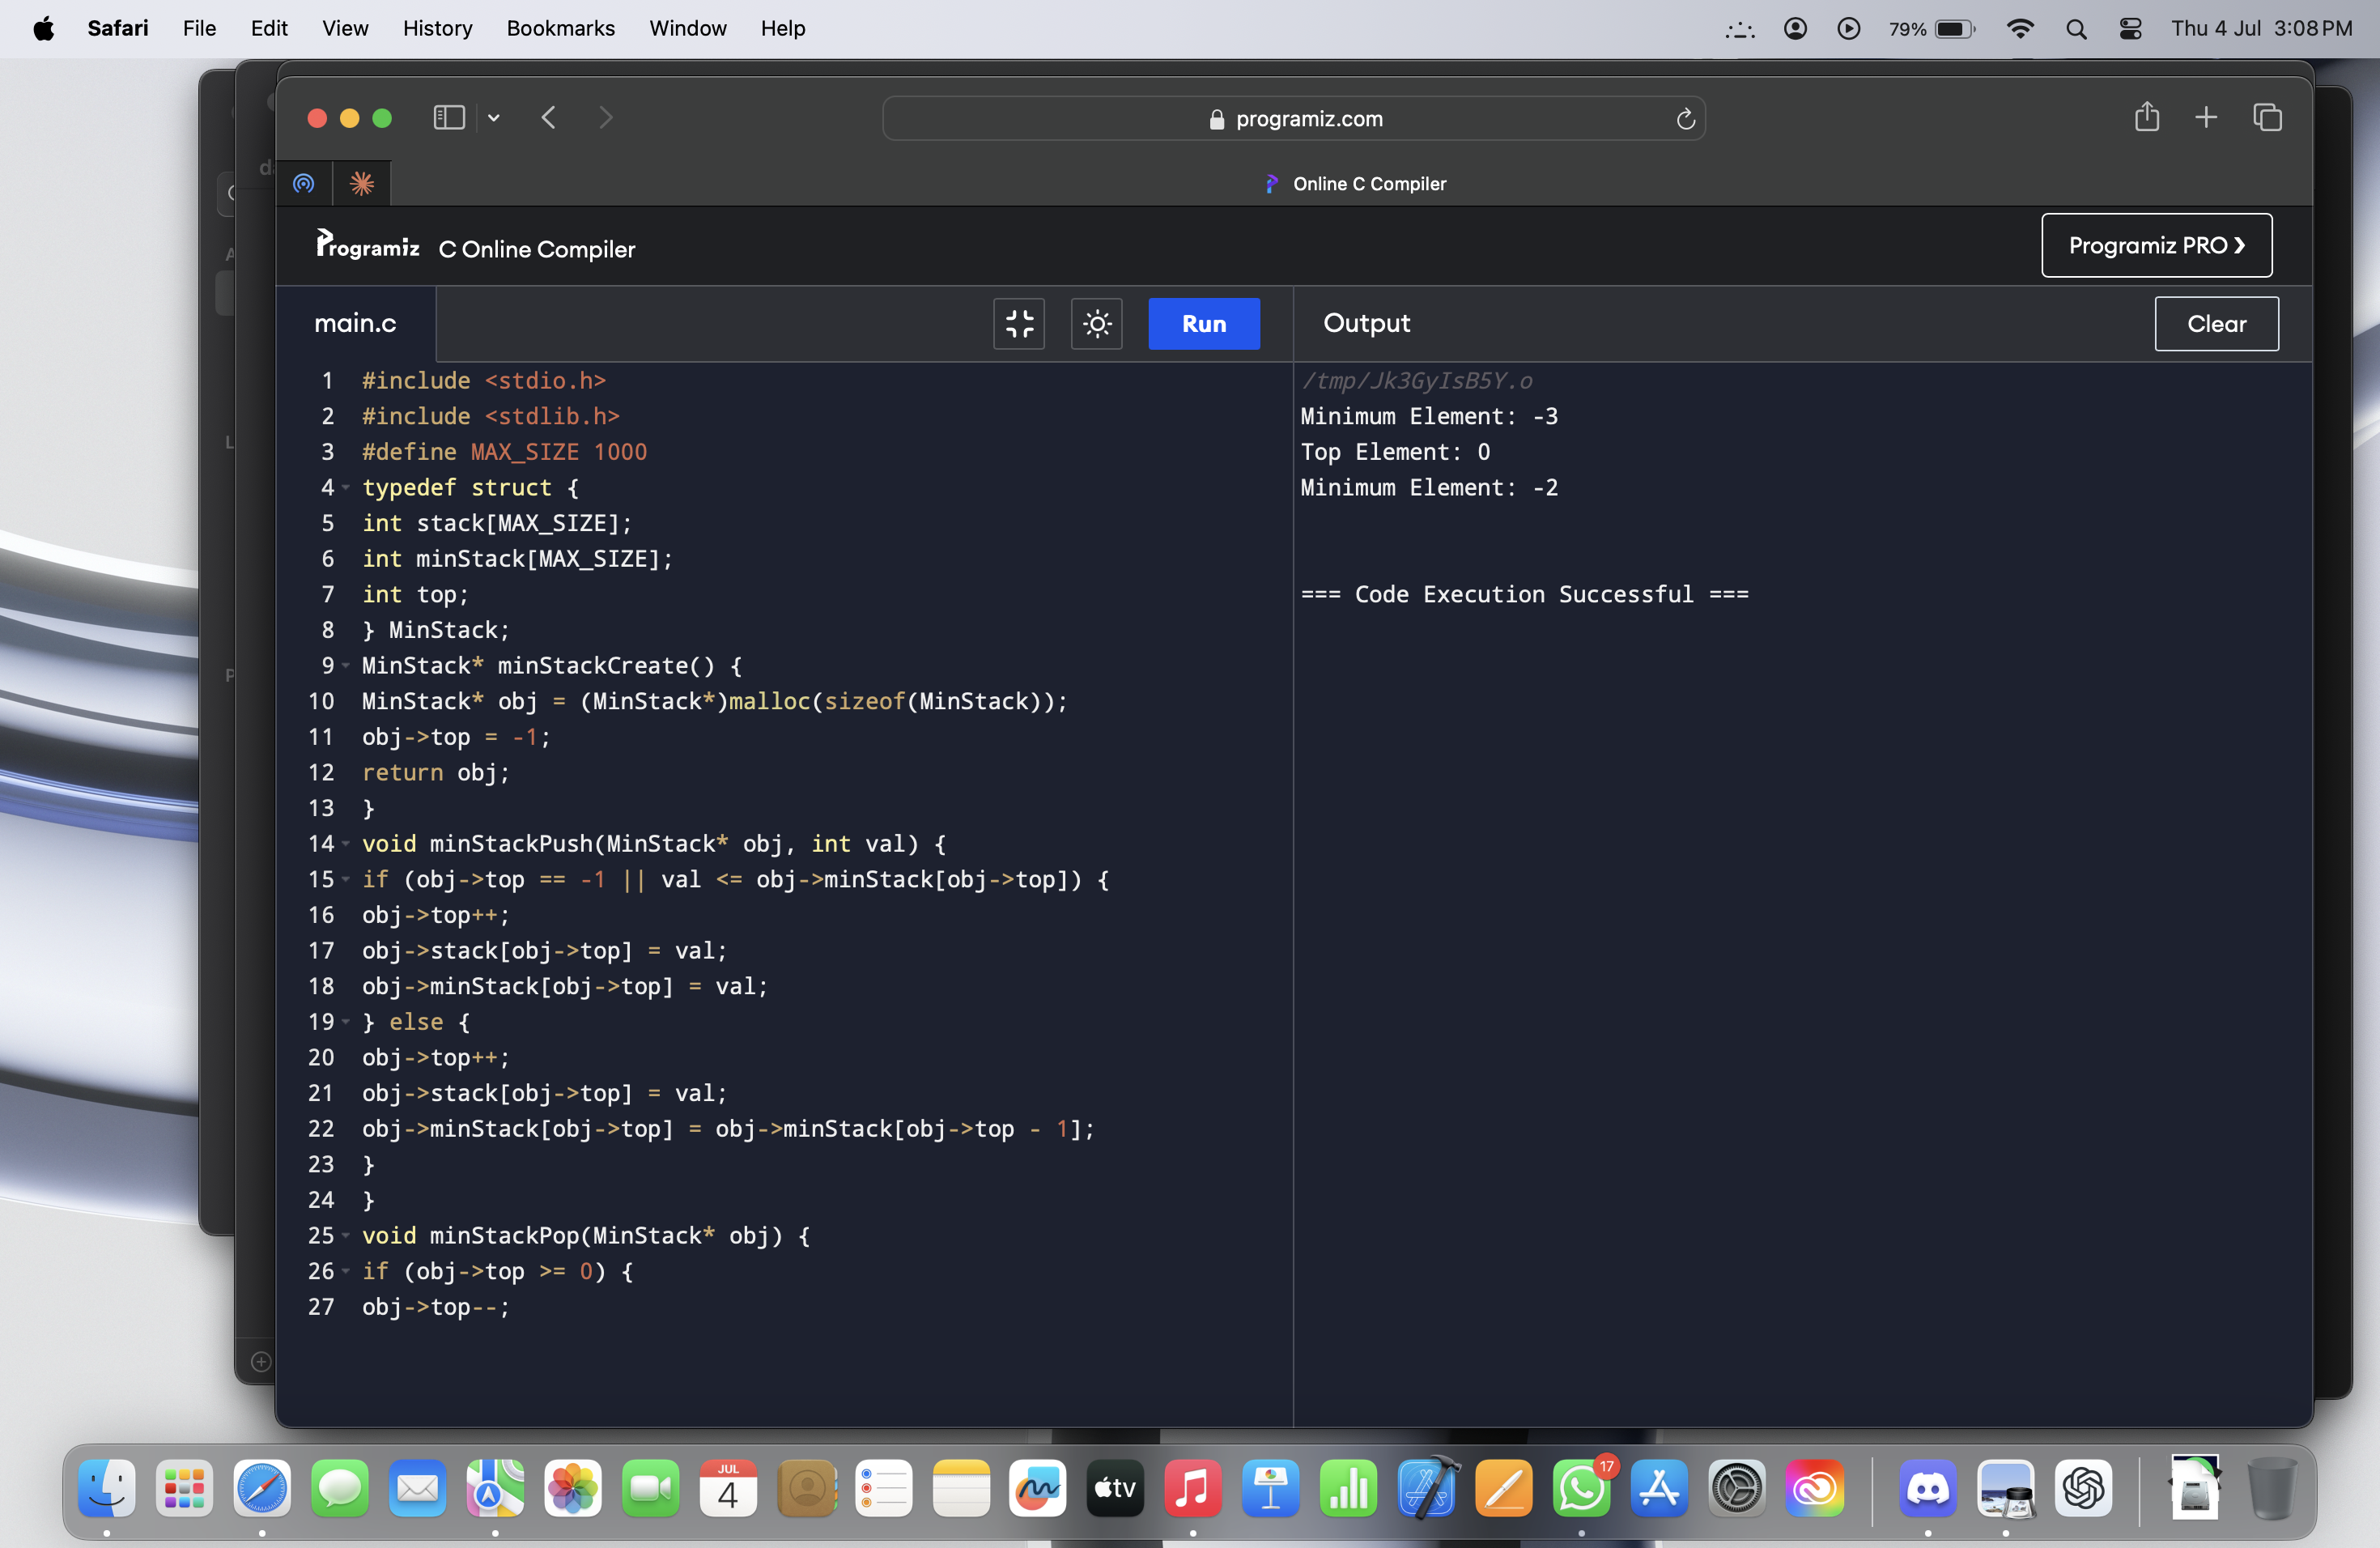 Safari File Edit View History Bookmarks Window Help 79% Thu 4 Jul 3:08 PM
programiz.com
Online C Compiler
Programiz C Online Compiler Programiz PRO ❯
main.c Run Output Clear
1 #include <stdio.h>
2 #include <stdlib.h>
3 #define MAX_SIZE 1000
4 typedef struct {
5 int stack[MAX_SIZE];
6 int minStack[MAX_SIZE];
7 int top;
8 } MinStack;
9 MinStack* minStackCreate() {
10 MinStack* obj = (MinStack*)malloc(sizeof(MinStack));
11 obj->top = -1;
12 return obj;
13 }
14 void minStackPush(MinStack* obj, int val) {
15 if (obj->top == -1 || val <= obj->minStack[obj->top]) {
16 obj->top++;
17 obj->stack[obj->top] = val;
18 obj->minStack[obj->top] = val;
19 } else {
20 obj->top++;
21 obj->stack[obj->top] = val;
22 obj->minStack[obj->top] = obj->minStack[obj->top - 1];
23 }
24 }
25 void minStackPop(MinStack* obj) {
26 if (obj->top >= 0) {
27 obj->top--;
/tmp/Jk3GyIsB5Y.o
Minimum Element: -3
Top Element: 0
Minimum Element: -2
=== Code Execution Successful ===
JUL
4
tv
17